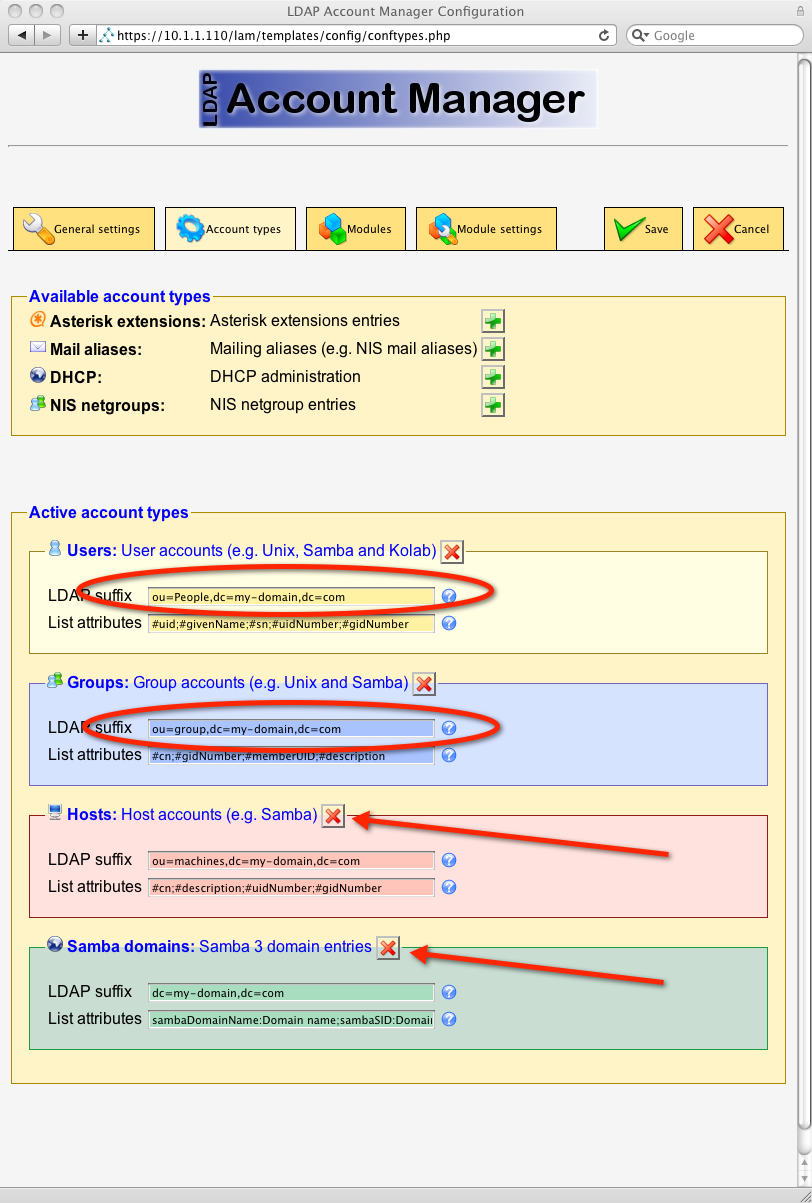 LDAP Account Manager Configuration
https://10.1.1.110/lam/templates/config/conftypes.php
Google
LDAP Account Manager
General settings
Account types
Modules
Module settings
Save
Cancel
Available account types
Asterisk extensions: Asterisk extensions entries
Mail aliases: Mailing aliases (e.g. NIS mail aliases)
DHCP: DHCP administration
NIS netgroups: NIS netgroup entries
Active account types
Users: User accounts (e.g. Unix, Samba and Kolab)
LDAP suffix ou=People,dc=my-domain,dc=com
List attributes #uid;#givenName;#sn;#uidNumber;#gidNumber
Groups: Group accounts (e.g. Unix and Samba)
LDAP suffix ou=group,dc=my-domain,dc=com
List attributes #cn;#gidNumber;#memberUID;#description
Hosts: Host accounts (e.g. Samba)
LDAP suffix ou=machines,dc=my-domain,dc=com
List attributes #cn;#description;#uidNumber;#gidNumber
Samba domains: Samba 3 domain entries
LDAP suffix dc=my-domain,dc=com
List attributes sambaDomainName:Domain name;sambaSID:Domai